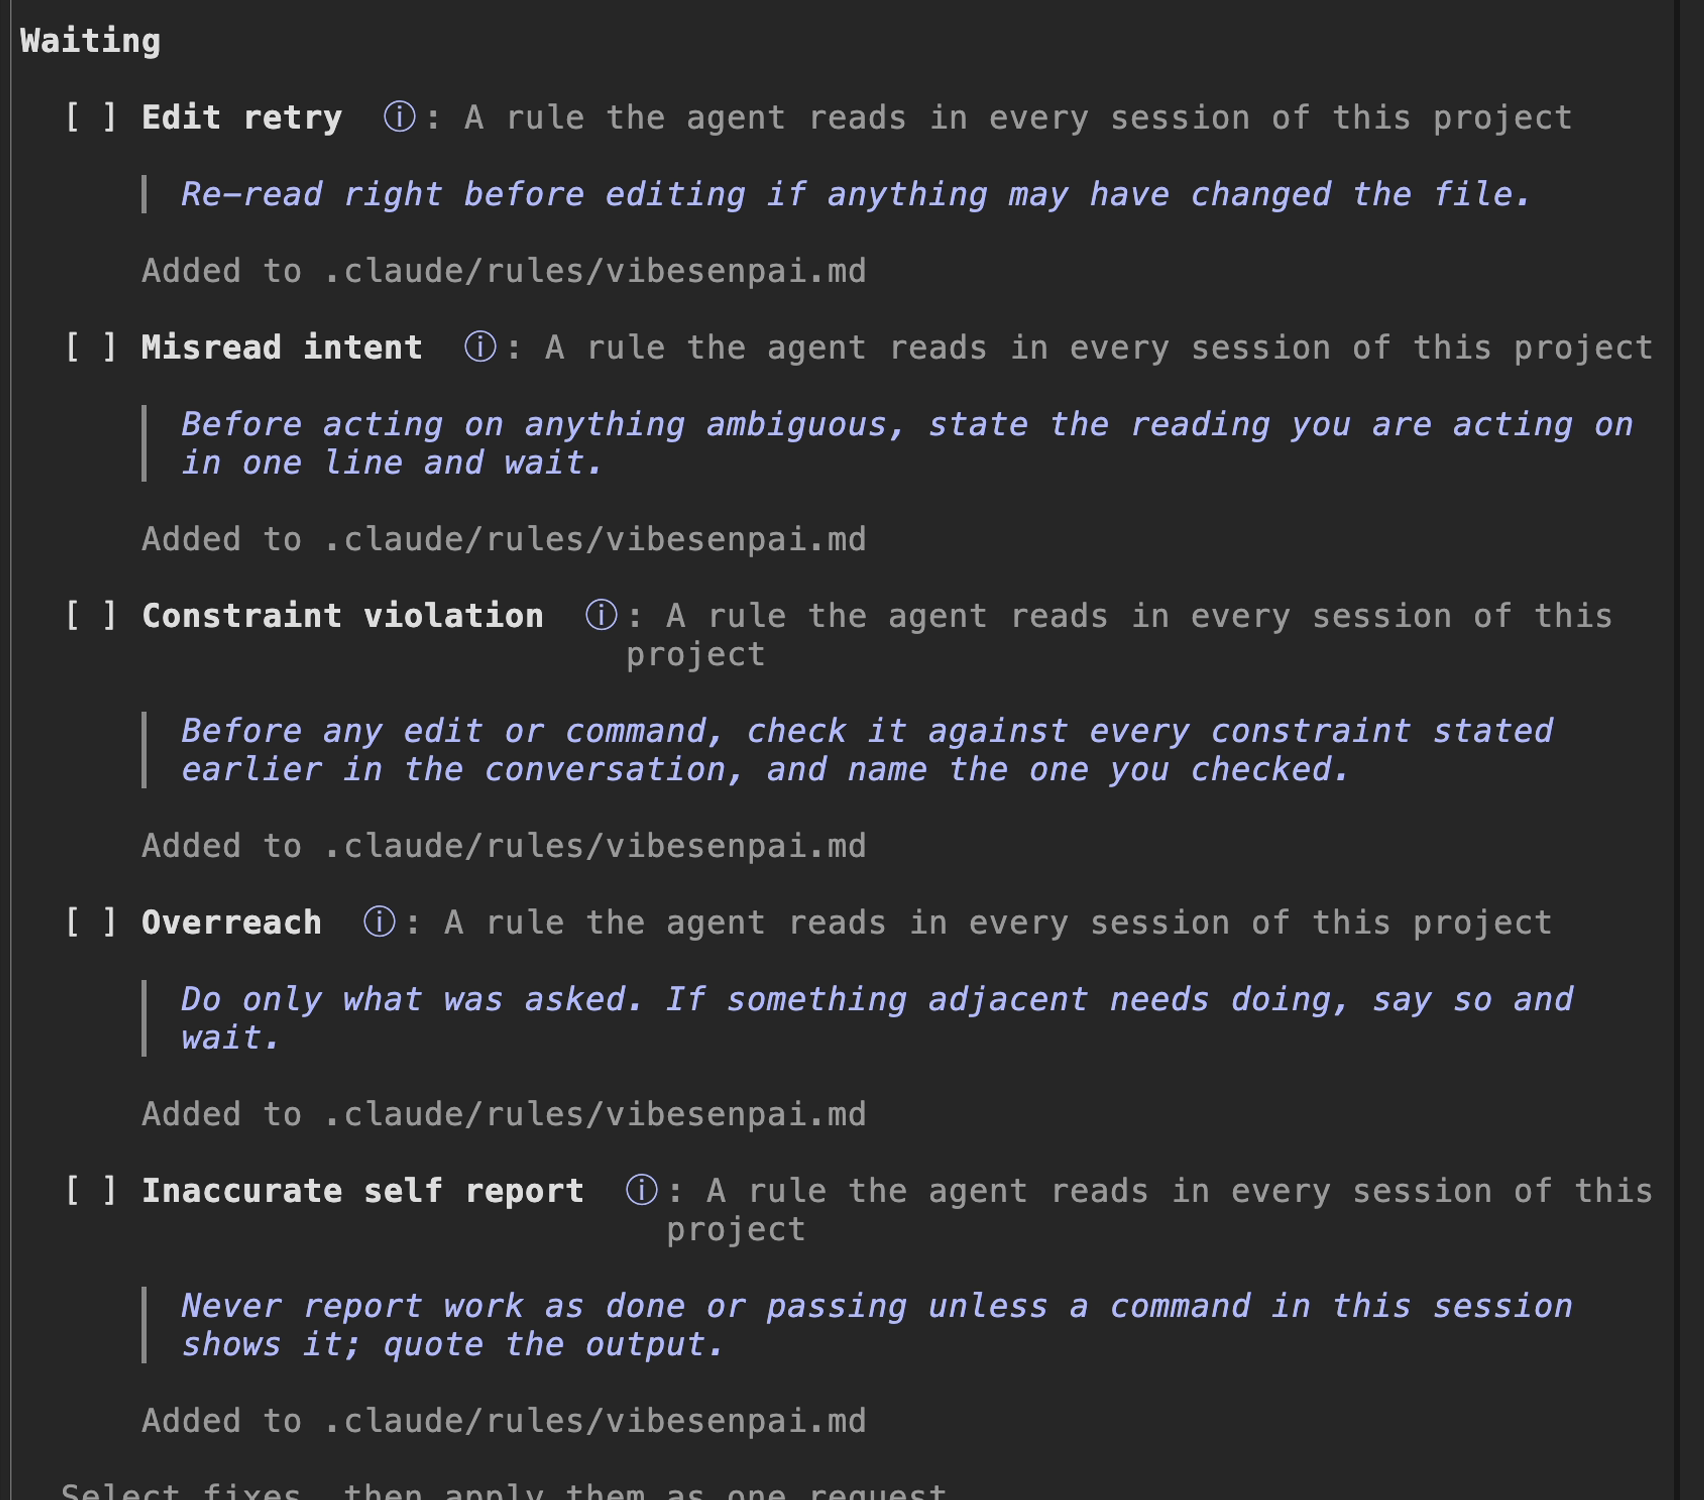 Waiting
[ ] Edit retry ⓘ: A rule the agent reads in every session of this project
Re-read right before editing if anything may have changed the file.
Added to .claude/rules/vibesenpai.md
[ ] Misread intent ⓘ: A rule the agent reads in every session of this project
Before acting on anything ambiguous, state the reading you are acting on
in one line and wait.
Added to .claude/rules/vibesenpai.md
[ ] Constraint violation ⓘ: A rule the agent reads in every session of this
project
Before any edit or command, check it against every constraint stated
earlier in the conversation, and name the one you checked.
Added to .claude/rules/vibesenpai.md
[ ] Overreach ⓘ: A rule the agent reads in every session of this project
Do only what was asked. If something adjacent needs doing, say so and
wait.
Added to .claude/rules/vibesenpai.md
[ ] Inaccurate self report ⓘ: A rule the agent reads in every session of this
project
Never report work as done or passing unless a command in this session
shows it; quote the output.
Added to .claude/rules/vibesenpai.md
Select fixes, then apply them as one request